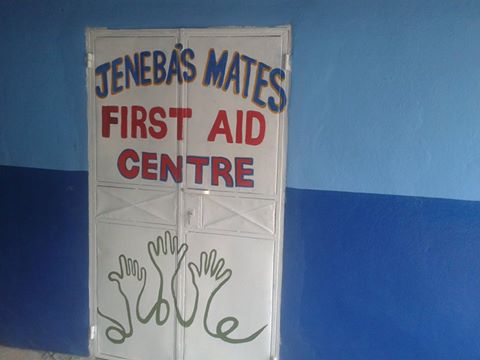 JENEBA'S MATES
FIRST AID
CENTRE